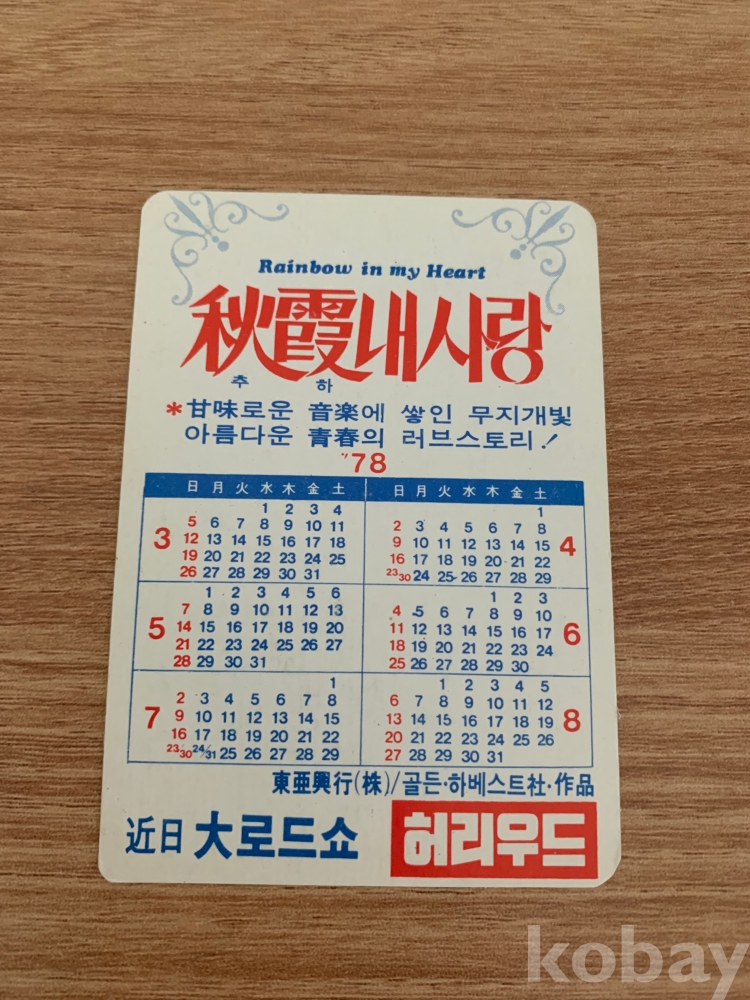 Rainbow in my Heart
秋霞내사랑
추 하
*甘味로운 音楽에 쌓인 무지개빛
아름다운 靑春의 러브스토리!
'78
日 月 火 水 木 金 土
3
1 2 3 4
5 6 7 8 9 10 11
12 13 14 15 16 17 18
19 20 21 22 23 24 25
26 27 28 29 30 31
日 月 火 水 木 金 土
4
1
2 3 4 5 6 7 8
9 10 11 12 13 14 15
16 17 18 19 20 21 22
23/30 24 25 26 27 28 29
5
1 2 3 4 5 6
7 8 9 10 11 12 13
14 15 16 17 18 19 20
21 22 23 24 25 26 27
28 29 30 31
6
1 2 3
4 5 6 7 8 9 10
11 12 13 14 15 16 17
18 19 20 21 22 23 24
25 26 27 28 29 30
7
1
2 3 4 5 6 7 8
9 10 11 12 13 14 15
16 17 18 19 20 21 22
23/30 24/31 25 26 27 28 29
8
1 2 3 4 5
6 7 8 9 10 11 12
13 14 15 16 17 18 19
20 21 22 23 24 25 26
27 28 29 30 31
東亜興行(株)/골든·하베스트社·作品
近日 大로드쇼 허리우드
kobay